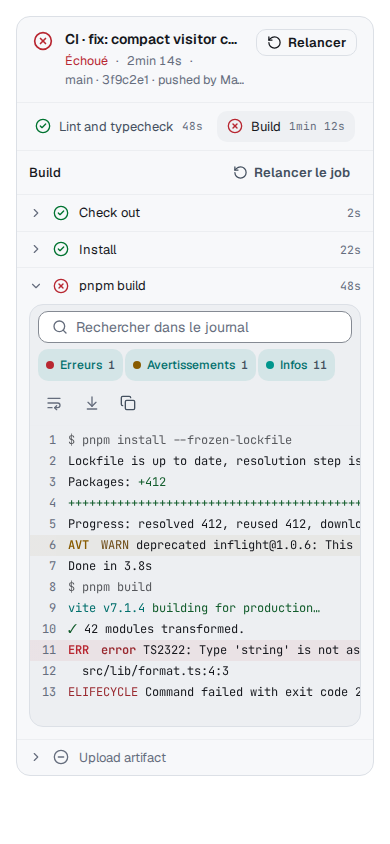 CI · fix: compact visitor c…
Relancer
Échoué · 2min 14s ·
main · 3f9c2e1 · pushed by Ma…
Lint and typecheck 48s
Build 1min 12s
Build
Relancer le job
Check out 2s
Install 22s
pnpm build 48s
Rechercher dans le journal
Erreurs 1
Avertissements 1
Infos 11
1 $ pnpm install --frozen-lockfile
2 Lockfile is up to date, resolution step is
3 Packages: +412
4 ++++++++++++++++++++++++++++++++++++++++
5 Progress: resolved 412, reused 412, downlo
6 AVT WARN deprecated inflight@1.0.6: This
7 Done in 3.8s
8 $ pnpm build
9 vite v7.1.4 building for production…
10 ✓ 42 modules transformed.
11 ERR error TS2322: Type 'string' is not as
12 src/lib/format.ts:4:3
13 ELIFECYCLE Command failed with exit code 2
Upload artifact